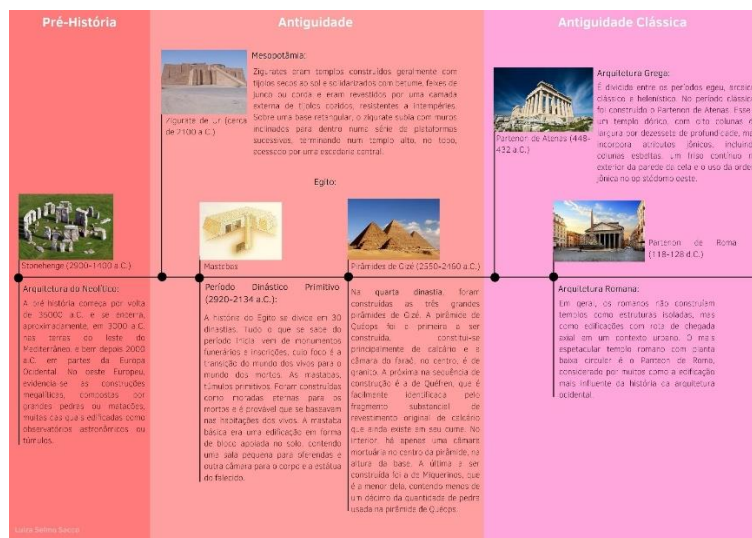 Pré-História
Antiguidade
Antiguidade Clássica
Mesopotâmia:
Zigurates eram templos construídos geralmente com
tijolos secos ao sol e solidarizados com betume, feixes de
junco ou corda e eram revestidos por uma camada
externa de tijolos cozidos, resistentes a intempéries.
Sobre uma base retangular, o zigurate subia com muros
inclinados para dentro numa série de plataformas
sucessivas, terminando num templo alto, no topo,
acessado por uma escadaria central.
Zigurate de Ur (cerca
de 2100 a.C.)
Arquitetura Grega:
É dividida entre os períodos egeu, arcaico
clássico e helenístico. No período clássico
foi construído o Partenon de Atenas. Esse
um templo dórico, com oito colunas
largura por dezessete de profundidade, mas
incorpora atributos jônicos, incluindo
colunas esbeltas, um friso contínuo
exterior da parede da cela e o uso da ordem
jônica no opistódomo oeste.
Partenon de Atenas (448-
432 a.C.)
Egito:
Stonehenge (2900-1400 a.C.)
Mastabas
Pirâmides de Gizé (2550-2460 a.C.)
Partenon de Roma
(118-128 d.C.)
Arquitetura do Neolítico:
A pré história começa por volta
de 35000 a.C. e se encerra,
aproximadamente, em 3000 a.C.
nas terras do leste do
Mediterrâneo, e bem depois 2000
a.C. em partes da Europa
Ocidental. No oeste Europeu,
evidencia-se as construções
megalíticas, compostas por
grandes pedras ou matacões,
muitas das quais edificadas como
observatórios astronômicos ou
túmulos.
Período Dinástico Primitivo
(2920-2134 a.C.):
A história do Egito se divide em 30
dinastias. Tudo o que se sabe do
período inicial vem de monumentos
funerários e inscrições, cujo foco é a
transição do mundo dos vivos para o
mundo dos mortos. As mastabas,
túmulos primitivos. Foram construídas
como moradas eternas para os
mortos e é provável que se baseavam
nas habitações dos vivos. A mastaba
básica era uma edificação em forma
de bloco apoiada no solo, contendo
uma sala pequena para oferendas e
outra câmara para o corpo e a estátua
do falecido.
Na quarta dinastia, foram
construídas as três grandes
pirâmides de Gizé. A pirâmide de
Quéops foi a primeiro a ser
construída, constitui-se
principalmente de calcário e a
câmara do faraó, no centro, é de
granito. A próxima na sequência de
construção é a de Quéfren, que é
facilmente identificada pelo
fragmento substancial de
revestimento original de calcário
que ainda existe em seu cume. No
interior, há apenas uma câmara
mortuária no centro da pirâmide, na
altura da base. A última a ser
construída foi a de Miquerinos, que
é a menor dela, contendo menos de
um décimo da quantidade de pedra
usada na pirâmide de Quéops.
Arquitetura Romana:
Em geral, os romanos não construíam
templos como estruturas isoladas, mas
como edificações com rota de chegada
axial em um contexto urbano. O mais
espetacular templo romano com planta
baixa circular é o Panteon de Roma,
considerado por muitos como a edificação
mais influente da história da arquitetura
ocidental.